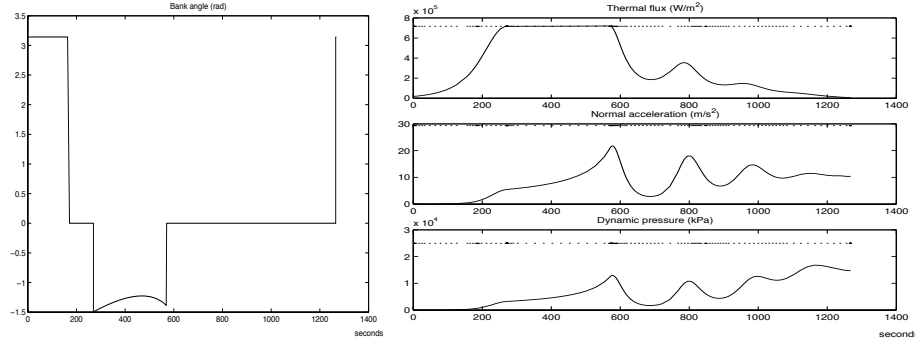 Bank angle (rad)
3.5
3
2.5
2
1.5
1
0.5
0
−0.5
−1
−1.5
0 200 400 600 800 1000 1200 1400
seconds
Thermal flux (W/m²)
x 10⁵
8
6
4
2
0
0 200 400 600 800 1000 1200 1400
Normal acceleration (m/s²)
30
20
10
0
0 200 400 600 800 1000 1200 1400
Dynamic pressure (kPa)
x 10⁴
3
2
1
0
0 200 400 600 800 1000 1200 1400
second